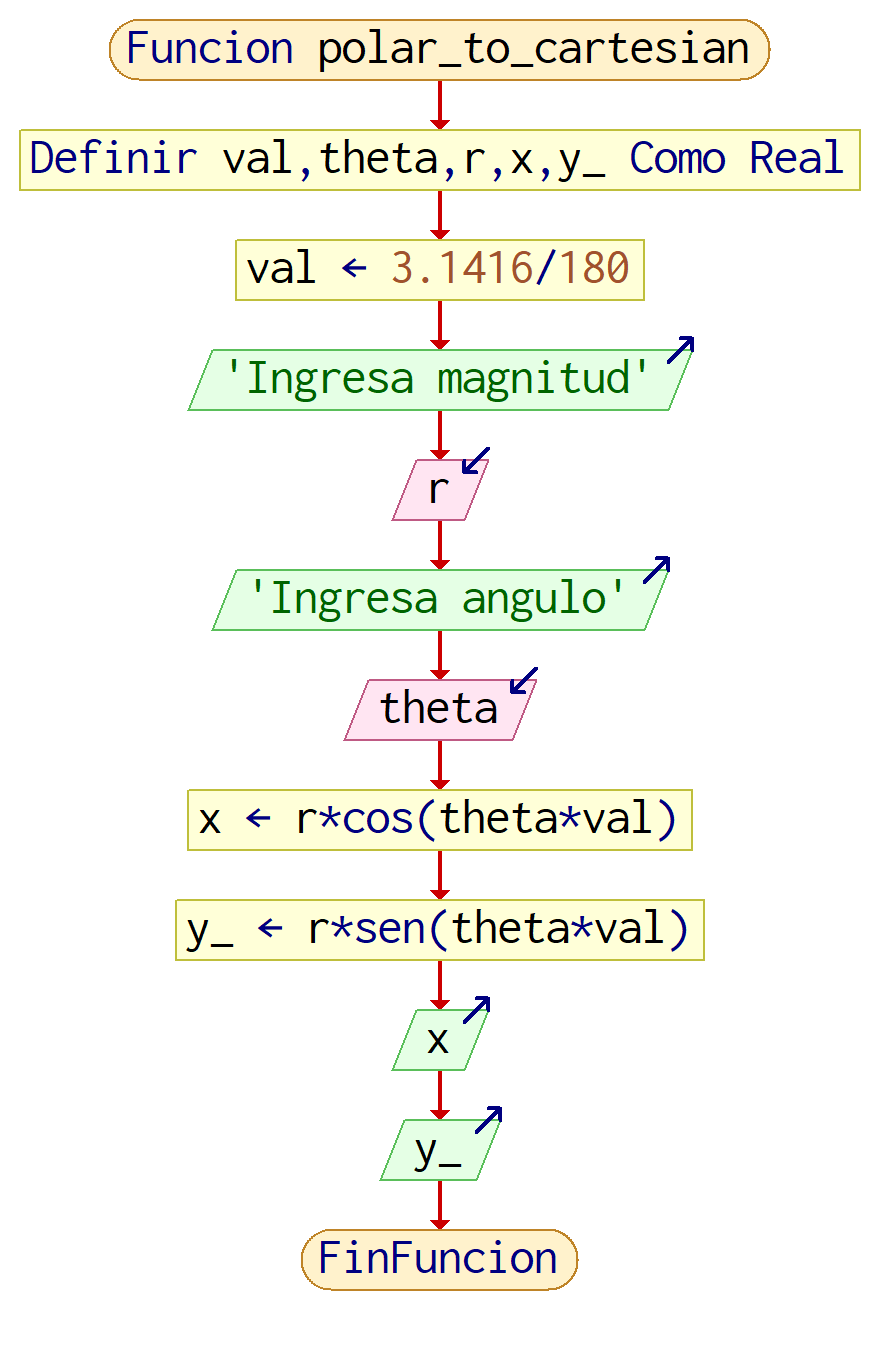 Funcion polar_to_cartesian
Definir val,theta,r,x,y_ Como Real
val ← 3.1416/180
'Ingresa magnitud'
r
'Ingresa angulo'
theta
x ← r*cos(theta*val)
y_ ← r*sen(theta*val)
x
y_
FinFuncion